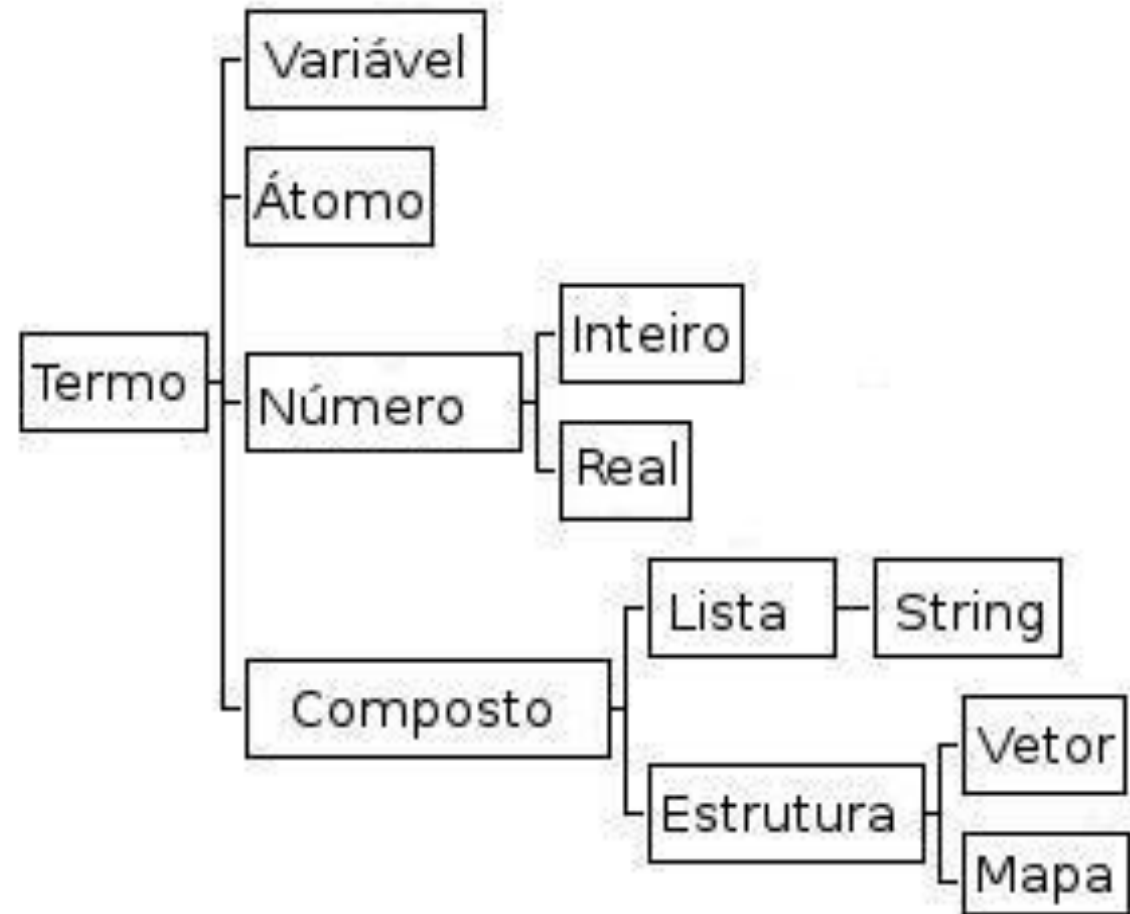 Variável
Átomo
Termo
Número
Inteiro
Real
Composto
Lista
String
Estrutura
Vetor
Mapa